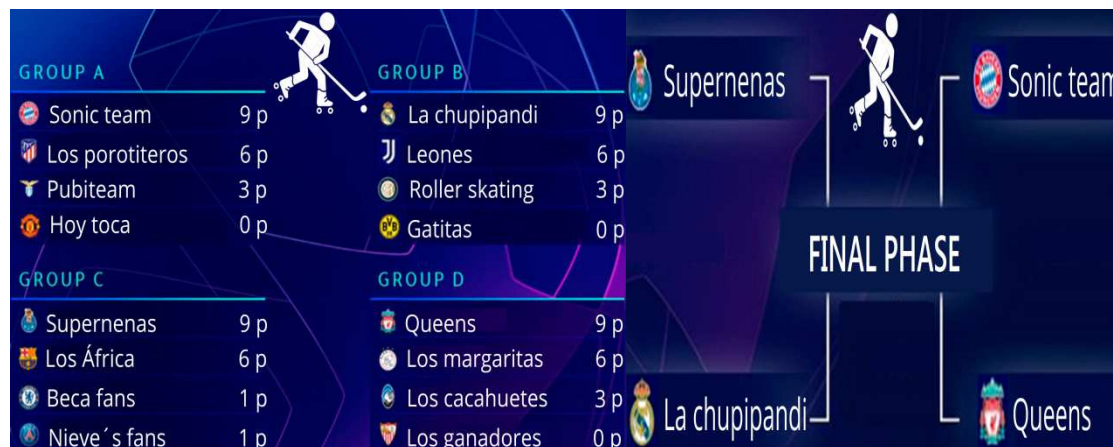 GROUP A
Sonic team 9 p
Los porotiteros 6 p
Pubiteam 3 p
Hoy toca 0 p
GROUP B
La chupipandi 9 p
Leones 6 p
Roller skating 3 p
Gatitas 0 p
GROUP C
Supernenas 9 p
Los África 6 p
Beca fans 1 p
Nieve´s fans 1 p
GROUP D
Queens 9 p
Los margaritas 6 p
Los cacahuetes 3 p
Los ganadores 0 p
Supernenas
Sonic team
FINAL PHASE
La chupipandi
Queens